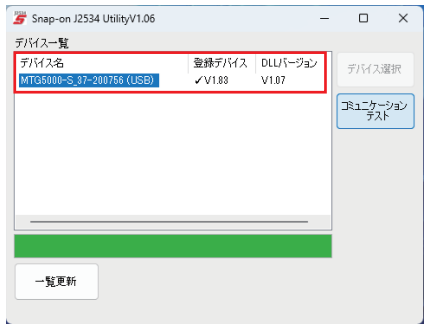 Snap-on J2534 UtilityV1.06
デバイス一覧
デバイス名 登録デバイス DLLバージョン
MTG5000-S_37-200756 (USB) ✓V1.83 V1.07
デバイス選択
コミュニケーション
テスト
一覧更新